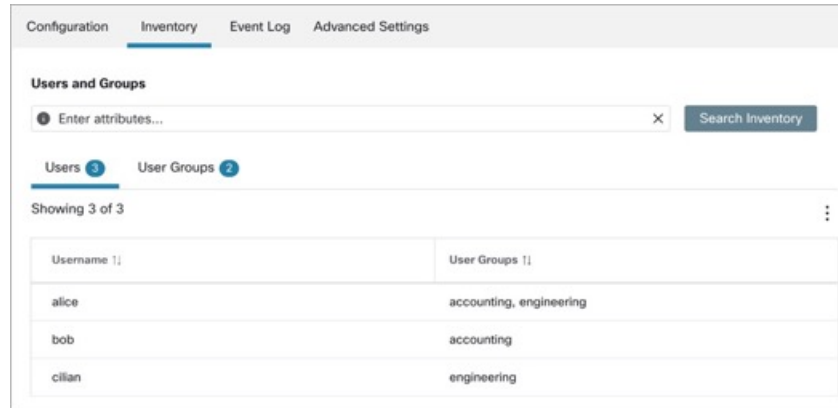 Configuration Inventory Event Log Advanced Settings
Users and Groups
Enter attributes... Search Inventory
Users 3 User Groups 2
Showing 3 of 3
Username User Groups
alice accounting, engineering
bob accounting
cilian engineering